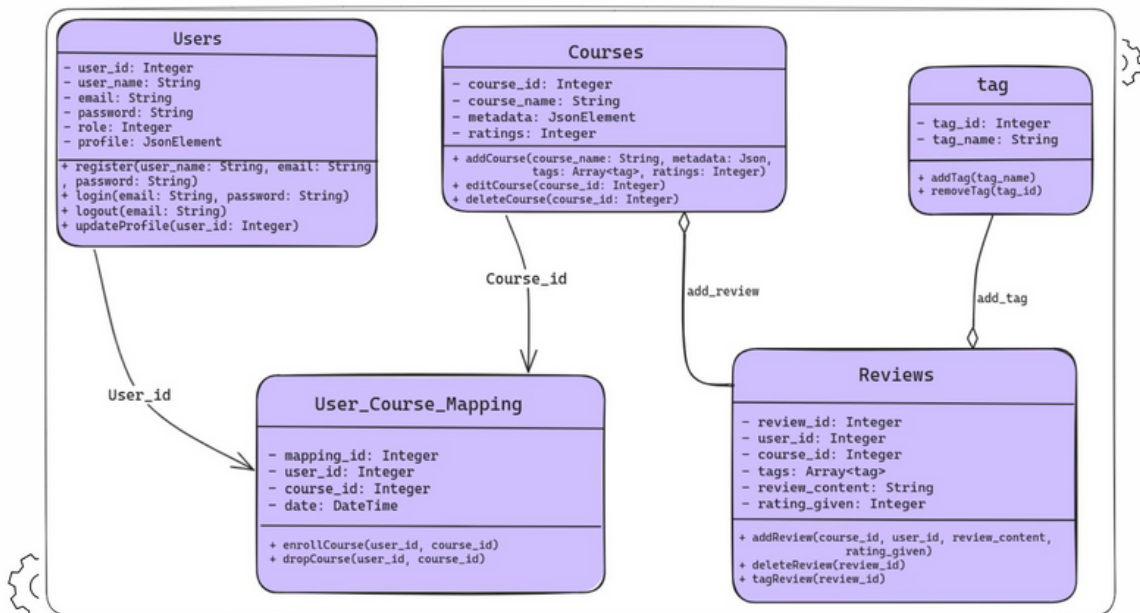 Users
- user_id: Integer
- user_name: String
- email: String
- password: String
- role: Integer
- profile: JsonElement
+ register(user_name: String, email: String
, password: String)
+ login(email: String, password: String)
+ logout(email: String)
+ updateProfile(user_id: Integer)
Courses
- course_id: Integer
- course_name: String
- metadata: JsonElement
- ratings: Integer
+ addCourse(course_name: String, metadata: Json,
tags: Array<tag>, ratings: Integer)
+ editCourse(course_id: Integer)
+ deleteCourse(course_id: Integer)
tag
- tag_id: Integer
- tag_name: String
+ addTag(tag_name)
+ removeTag(tag_id)
Course_id
add_review
add_tag
User_id
User_Course_Mapping
- mapping_id: Integer
- user_id: Integer
- course_id: Integer
- date: DateTime
+ enrollCourse(user_id, course_id)
+ dropCourse(user_id, course_id)
Reviews
- review_id: Integer
- user_id: Integer
- course_id: Integer
- tags: Array<tag>
- review_content: String
- rating_given: Integer
+ addReview(course_id, user_id, review_content,
rating_given)
+ deleteReview(review_id)
+ tagReview(review_id)